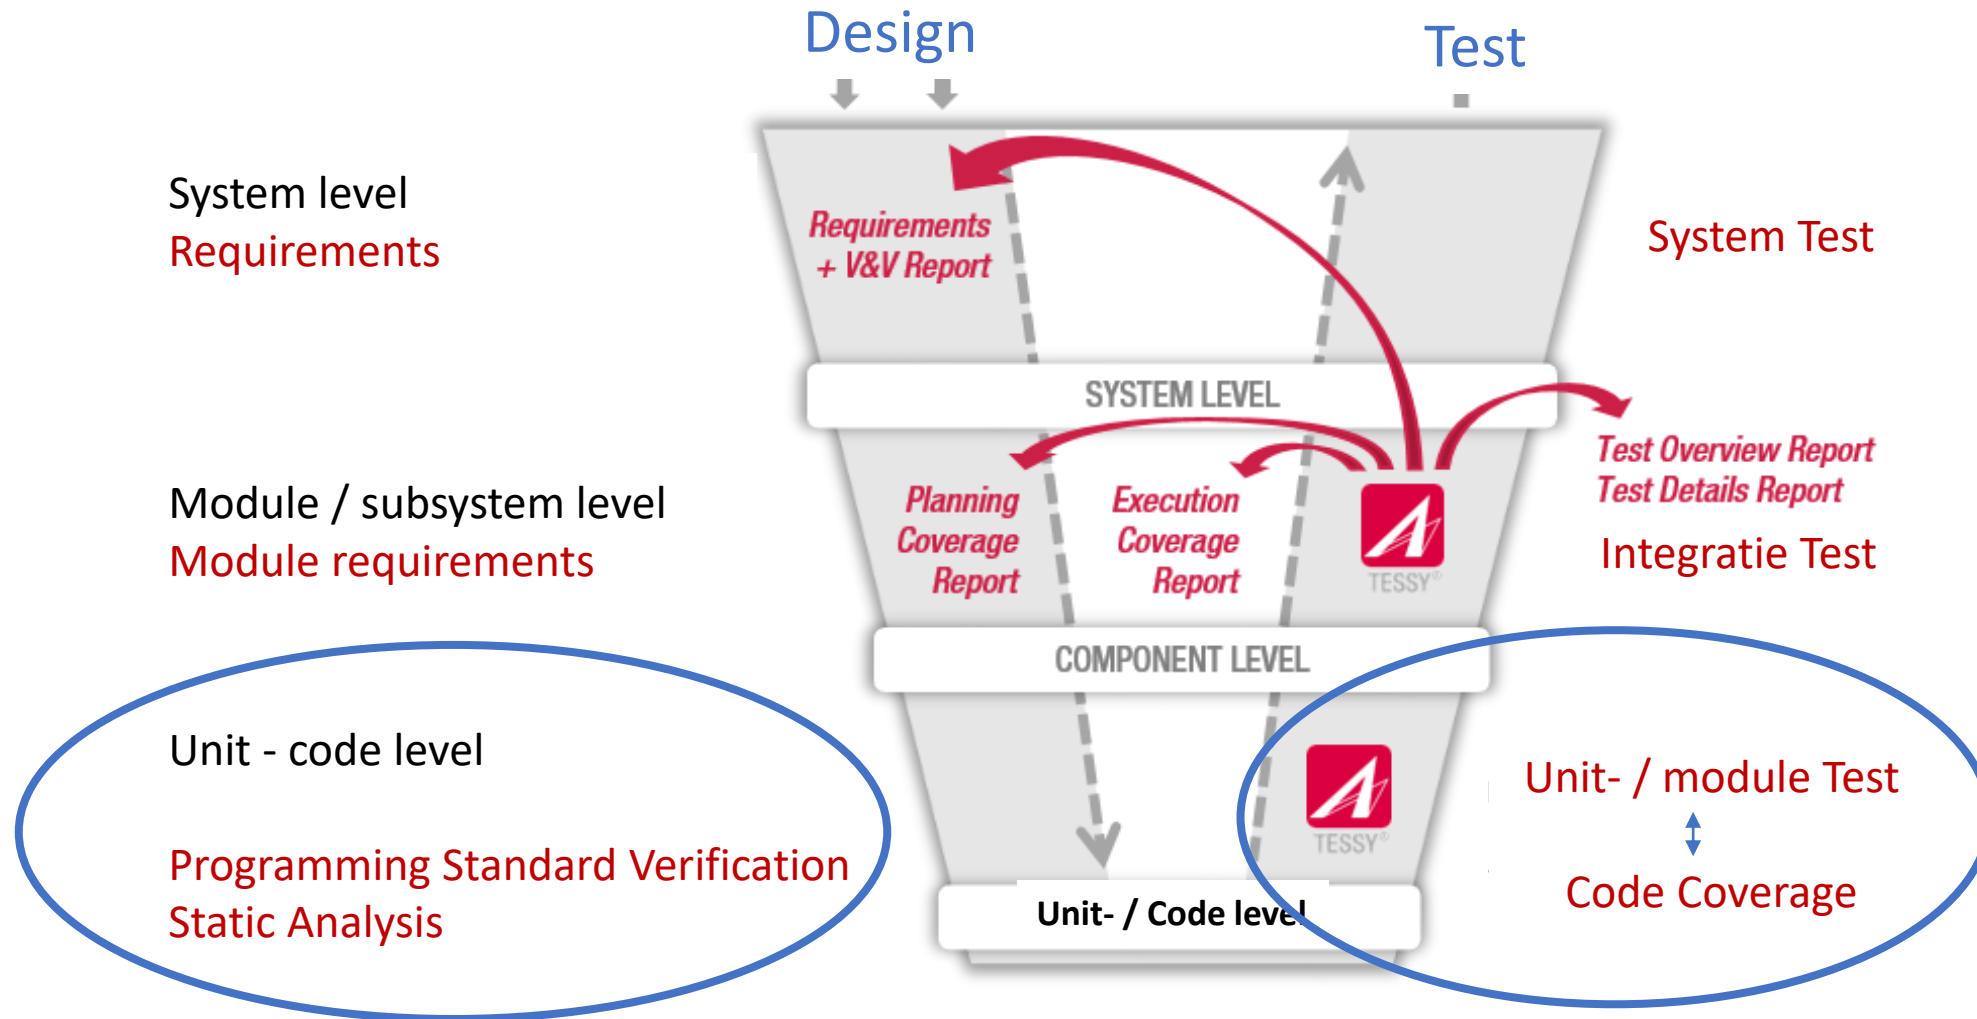 Design
Test
System level
Requirements
Requirements
+ V&V Report
System Test
SYSTEM LEVEL
Module / subsystem level
Module requirements
Planning
Coverage
Report
Execution
Coverage
Report
TESSY®
Test Overview Report
Test Details Report
Integratie Test
COMPONENT LEVEL
Unit - code level
Programming Standard Verification
Static Analysis
TESSY®
Unit- / module Test
Code Coverage
Unit- / Code level